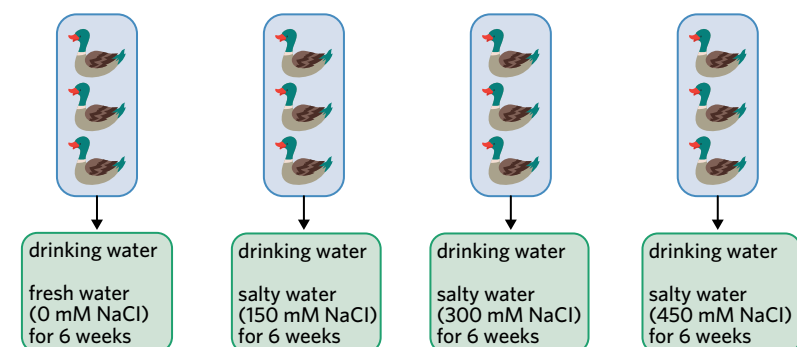 drinking water
fresh water
(0 mM NaCl)
for 6 weeks
drinking water
salty water
(150 mM NaCl)
for 6 weeks
drinking water
salty water
(300 mM NaCl)
for 6 weeks
drinking water
salty water
(450 mM NaCl)
for 6 weeks